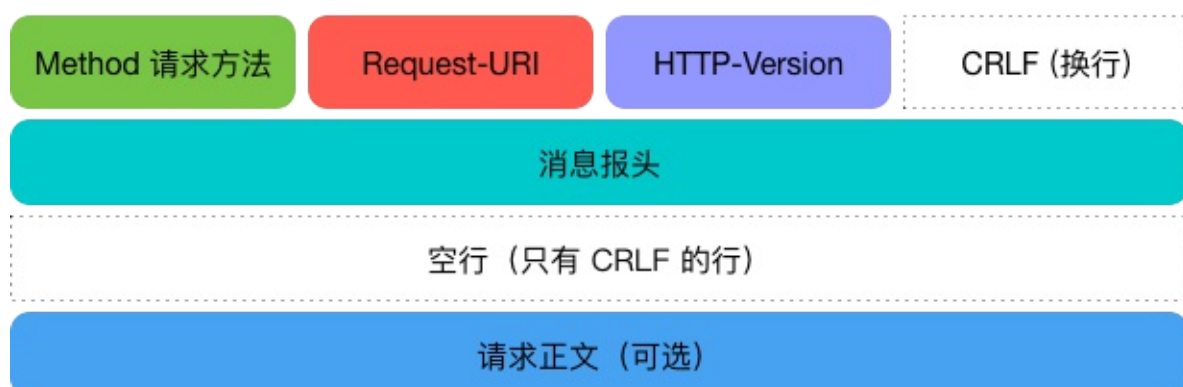 Method 请求方法 Request-URI HTTP-Version CRLF (换行)
消息报头
空行（只有 CRLF 的行）
请求正文（可选）